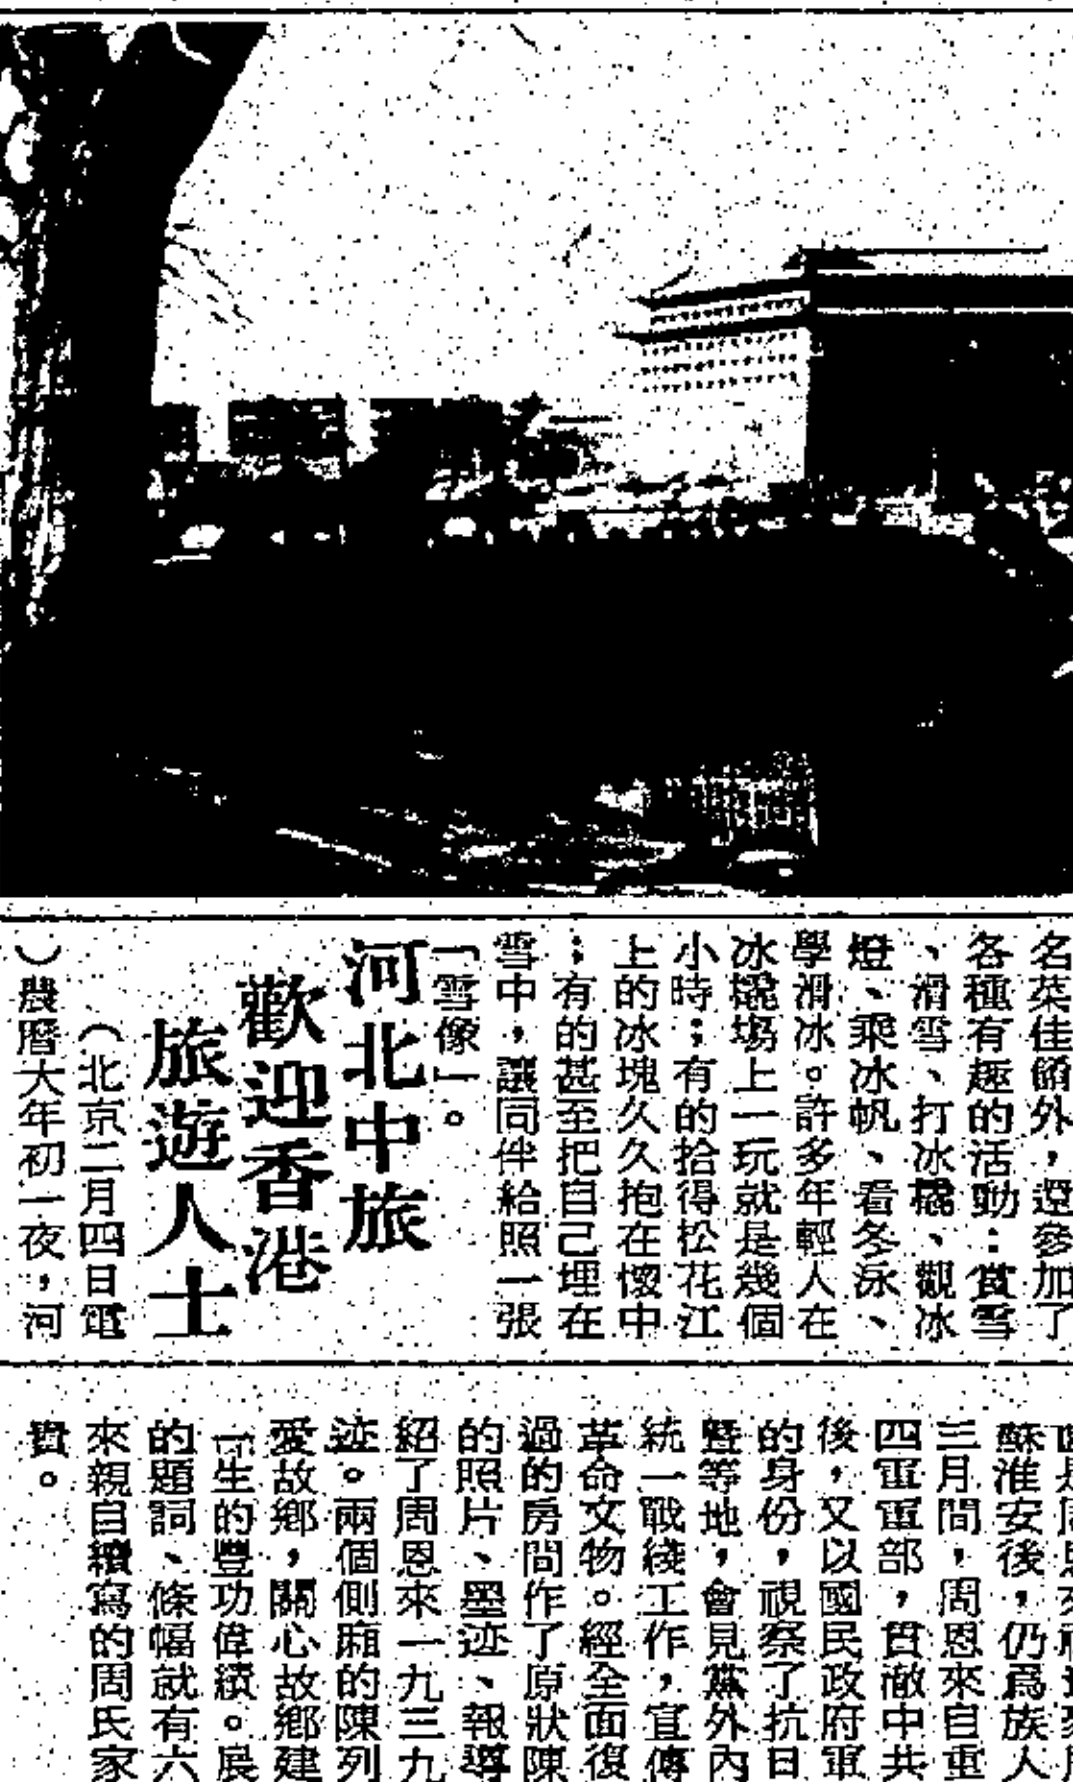 名菜佳餚外，還參加了
各種有趣的活動：賞雪
、滑雪、打冰橇、觀冰
燈、乘冰帆、看冬泳、
學滑冰。許多年輕人在
冰橇場上一玩就是幾個
小時；有的拾得松花江
上的冰塊久久抱在懷中
；有的甚至把自己埋在
雪中，讓同伴給照一張
「雪像」。
河北中旅
歡迎香港
旅遊人士
（北京二月四日電
）農曆大年初一夜，河
蘇淮安後，仍爲族人
三月間，周恩來自重
四軍軍部，貫澈中共
後，又以國民政府軍
的身份，視察了抗日
暨等地，會見黨外內
統一戰綫工作，宣傳
革命文物。經全面復
過的房間作了原狀陳
的照片、墨迹、報導
紹了周恩來一九三九
迹。兩個側廂的陳列
愛故鄉，關心故鄉建
一生的豐功偉績。展
的題詞、條幅就有六
來親自續寫的周氏家
貴。